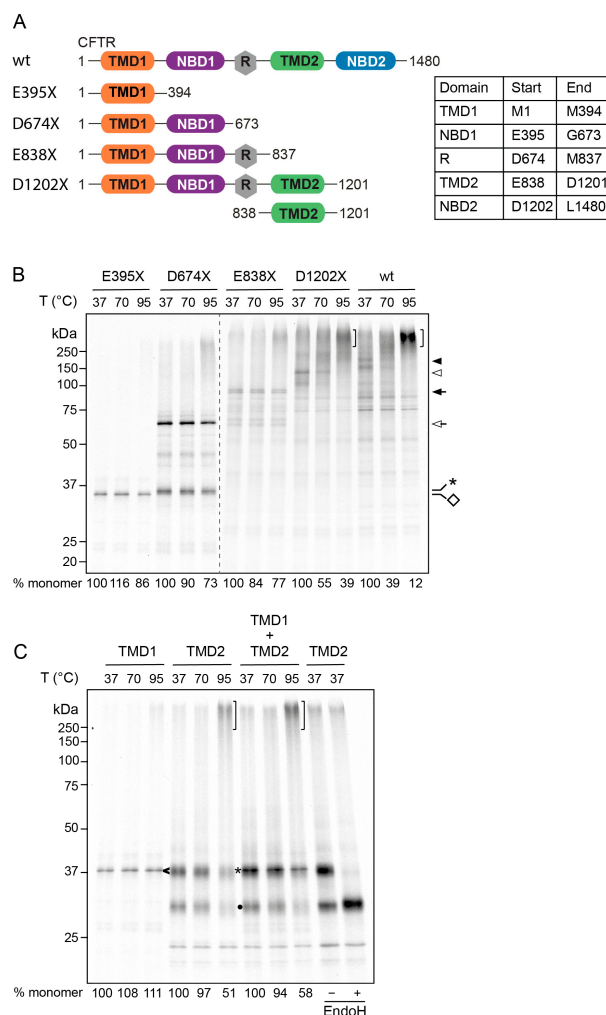 A
CFTR
wt 1 TMD1 NBD1 R TMD2 NBD2 1480
E395X 1 TMD1 394
D674X 1 TMD1 NBD1 673
E838X 1 TMD1 NBD1 R 837
D1202X 1 TMD1 NBD1 R TMD2 1201
838 TMD2 1201
Domain Start End
TMD1 M1 M394
NBD1 E395 G673
R D674 M837
TMD2 E838 D1201
NBD2 D1202 L1480
B
E395X D674X E838X D1202X wt
T (°C) 37 70 95 37 70 95 37 70 95 37 70 95 37 70 95
kDa
250
150
100
75
50
37
*
25
20
% monomer 100 116 86 100 90 73 100 84 77 100 55 39 100 39 12
C
TMD1
+
TMD1 TMD2 TMD2 TMD2
T (°C) 37 70 95 37 70 95 37 70 95 37 37
kDa
250
150
75
50
37 *
25
% monomer 100 108 111 100 97 51 100 94 58 – +
EndoH